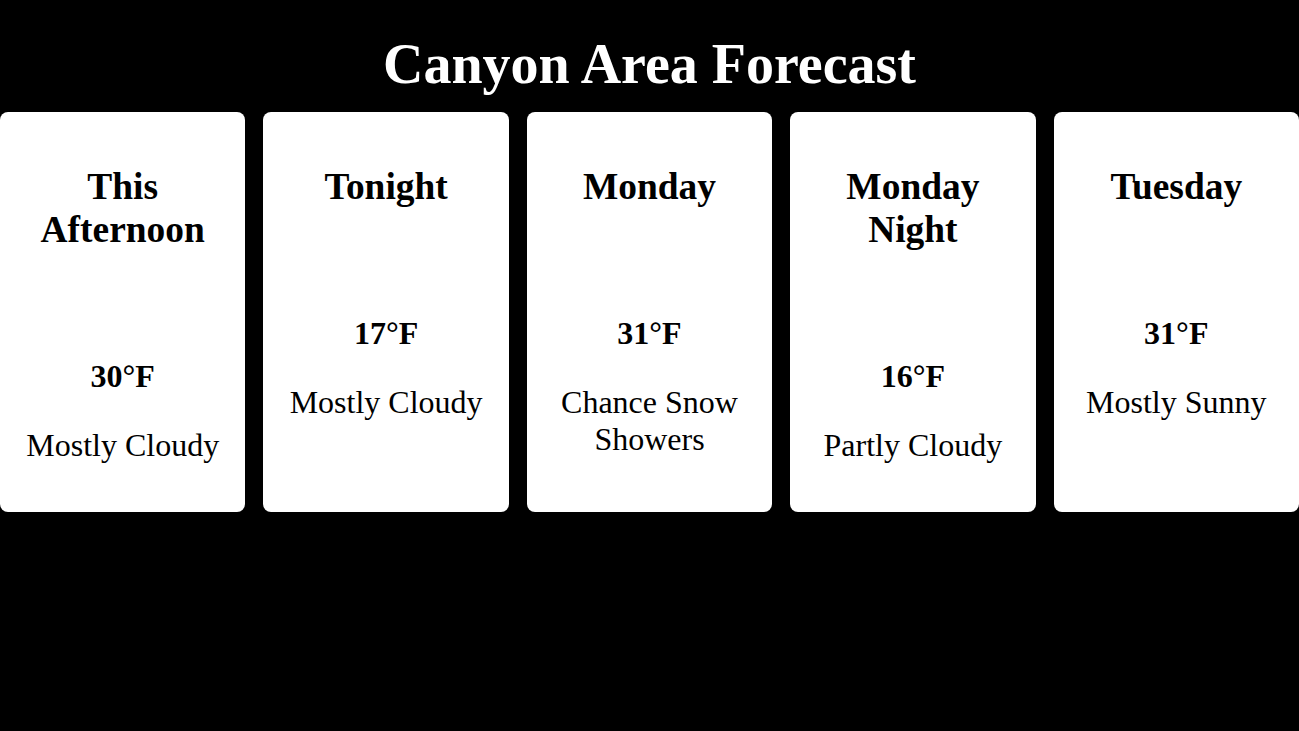 Canyon Area Forecast
This
Afternoon
30°F
Mostly Cloudy
Tonight
17°F
Mostly Cloudy
Monday
31°F
Chance Snow
Showers
Monday
Night
16°F
Partly Cloudy
Tuesday
31°F
Mostly Sunny